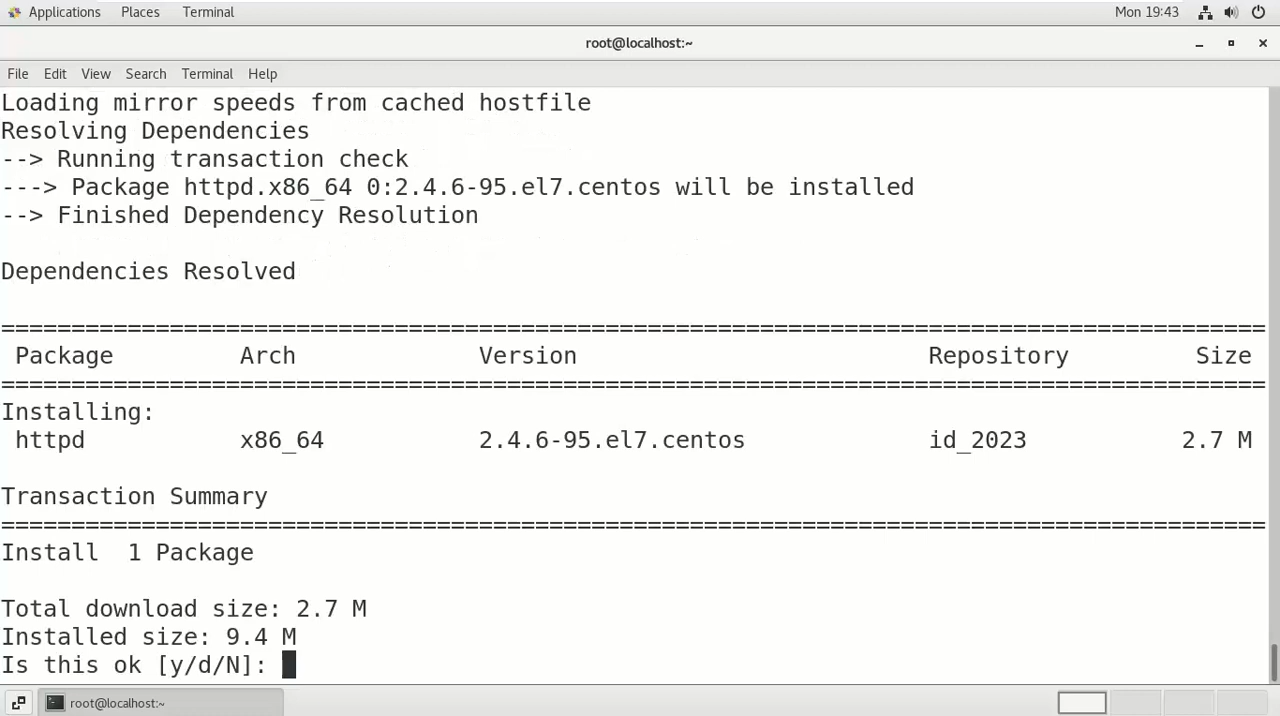 Applications Places Terminal Mon 19:43
root@localhost:~
File Edit View Search Terminal Help
Loading mirror speeds from cached hostfile
Resolving Dependencies
--> Running transaction check
---> Package httpd.x86_64 0:2.4.6-95.el7.centos will be installed
--> Finished Dependency Resolution
Dependencies Resolved
==========================================================================================
Package Arch Version Repository Size
==========================================================================================
Installing:
httpd x86_64 2.4.6-95.el7.centos id_2023 2.7 M
Transaction Summary
==========================================================================================
Install 1 Package
Total download size: 2.7 M
Installed size: 9.4 M
Is this ok [y/d/N]:
root@localhost:~